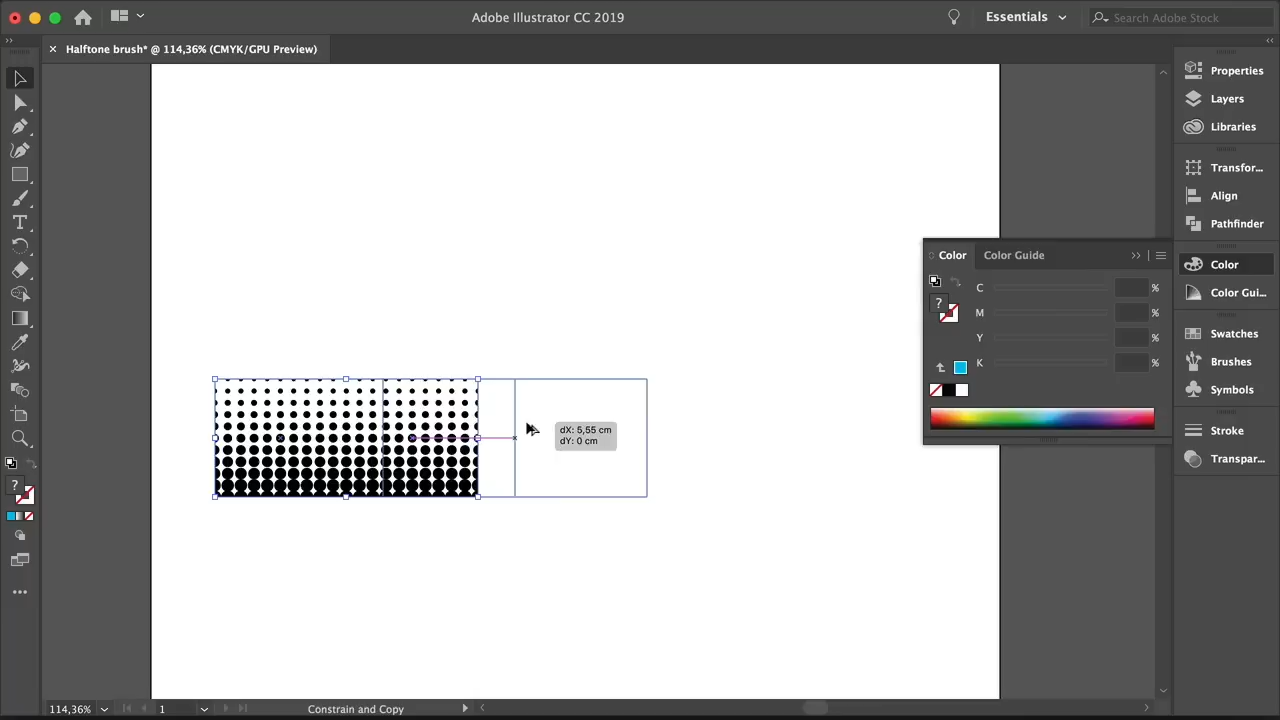 Adobe Illustrator CC 2019
Essentials
Search Adobe Stock
Halftone brush* @ 114,36% (CMYK/GPU Preview)
Properties
Layers
Libraries
Transfor...
Align
Pathfinder
Color
Color Gui...
Swatches
Brushes
Symbols
Stroke
Transpar...
Color
Color Guide
?
C %
M %
Y %
K %
dX: 5,55 cm
dY: 0 cm
T
?
114,36%
1
Constrain and Copy